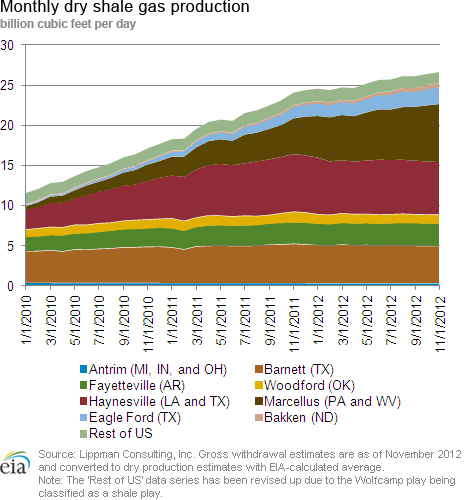 Monthly dry shale gas production
billion cubic feet per day
30
25
20
15
10
5
0
1/1/2010
3/1/2010
5/1/2010
7/1/2010
9/1/2010
11/1/2010
1/1/2011
3/1/2011
5/1/2011
7/1/2011
9/1/2011
11/1/2011
1/1/2012
3/1/2012
5/1/2012
7/1/2012
9/1/2012
11/1/2012
Antrim (MI, IN, and OH)
Barnett (TX)
Fayetteville (AR)
Woodford (OK)
Haynesville (LA and TX)
Marcellus (PA and WV)
Eagle Ford (TX)
Bakken (ND)
Rest of US
eia
Source: Lippman Consulting, Inc. Gross withdrawal estimates are as of November 2012
and converted to dry production estimates with EIA-calculated average.
Note: The 'Rest of US' data series has been revised up due to the Wolfcamp play being
classified as a shale play.